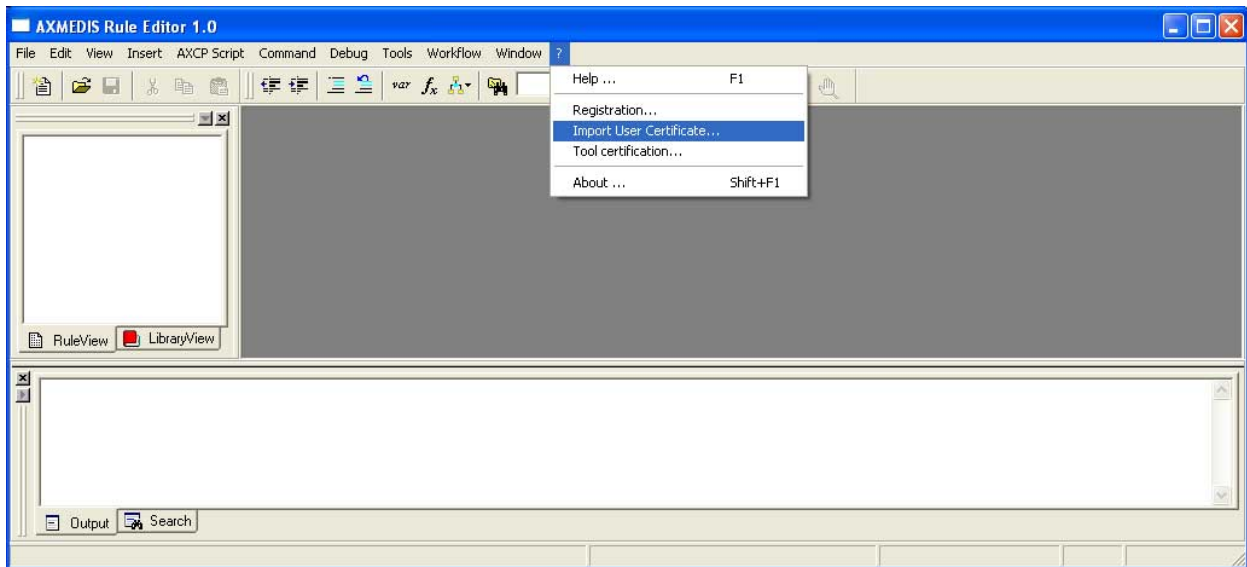 AXMEDIS Rule Editor 1.0
File Edit View Insert AXCP Script Command Debug Tools Workflow Window ?
var fx
Help ... F1
Registration...
Import User Certificate...
Tool certification...
About ... Shift+F1
RuleView LibraryView
Output Search